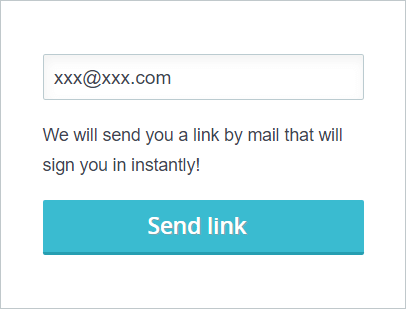 xxx@xxx.com
We will send you a link by mail that will
sign you in instantly!
Send link